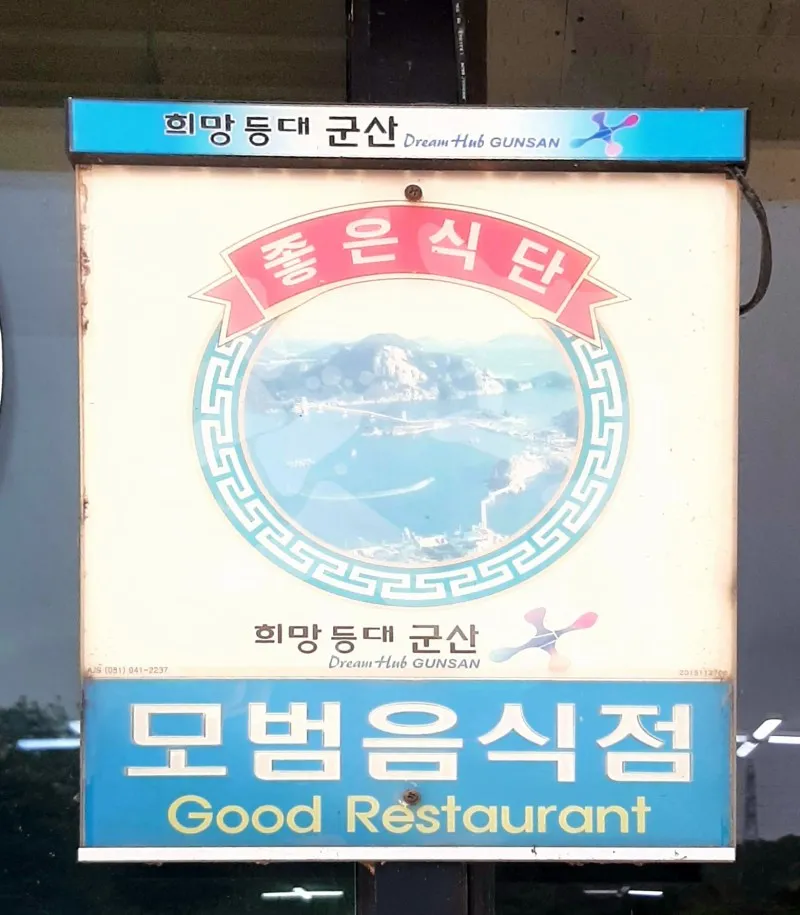 희망등대 군산 Dream Hub GUNSAN
좋은식단
희망등대 군산
Dream Hub GUNSAN
모범음식점
Good Restaurant